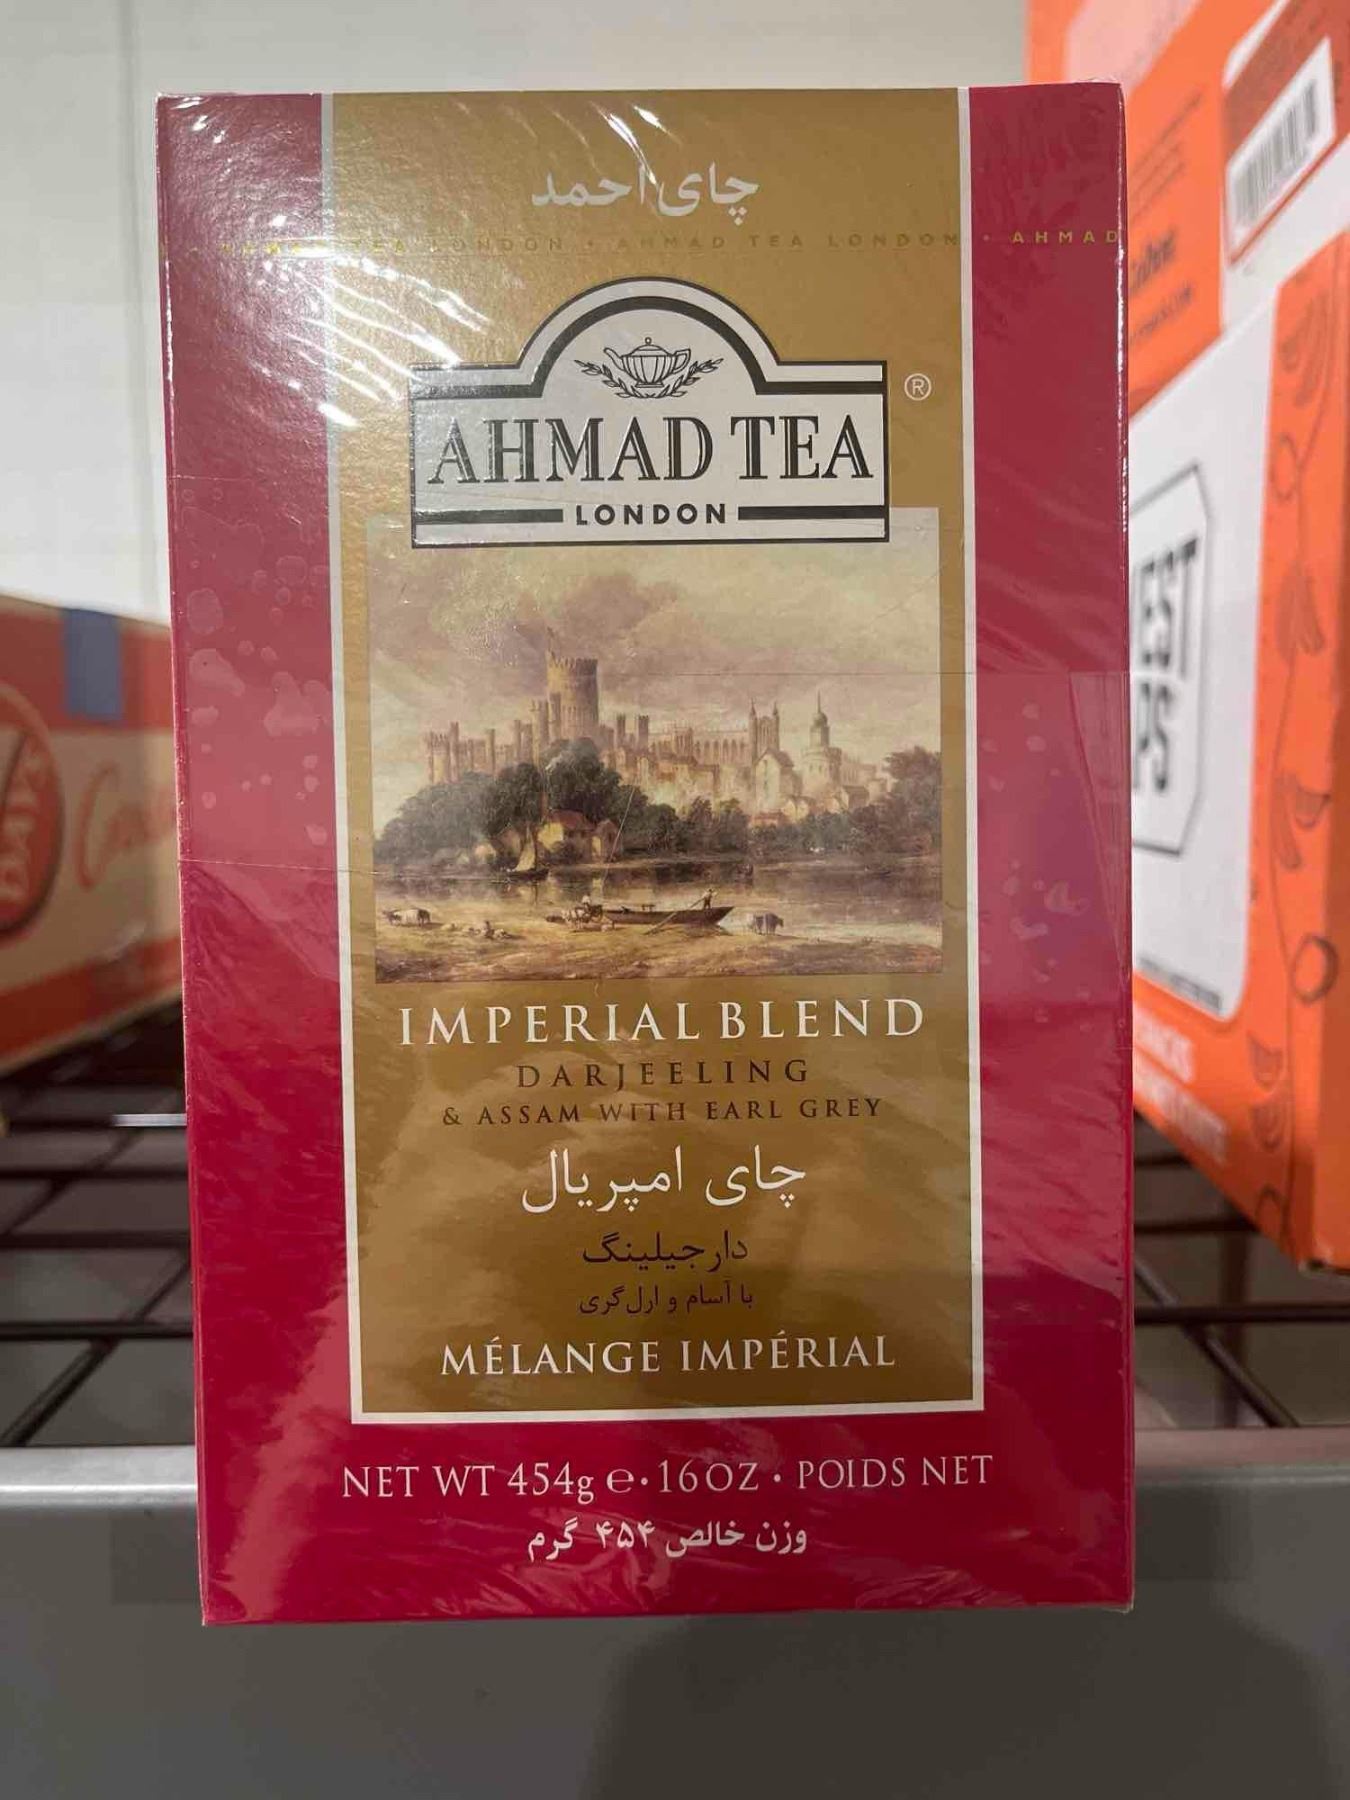 چای احمد
TEA LONDON • AHMAD TEA LONDON • AHMAD
AHMAD TEA ®
LONDON
IMPERIAL BLEND
DARJEELING
& ASSAM WITH EARL GREY
چای امپریال
دارجیلینگ
با آسام و ارل‌گری
MÉLANGE IMPÉRIAL
NET WT 454g ℮ · 16OZ · POIDS NET
وزن خالص ۴۵۴ گرم